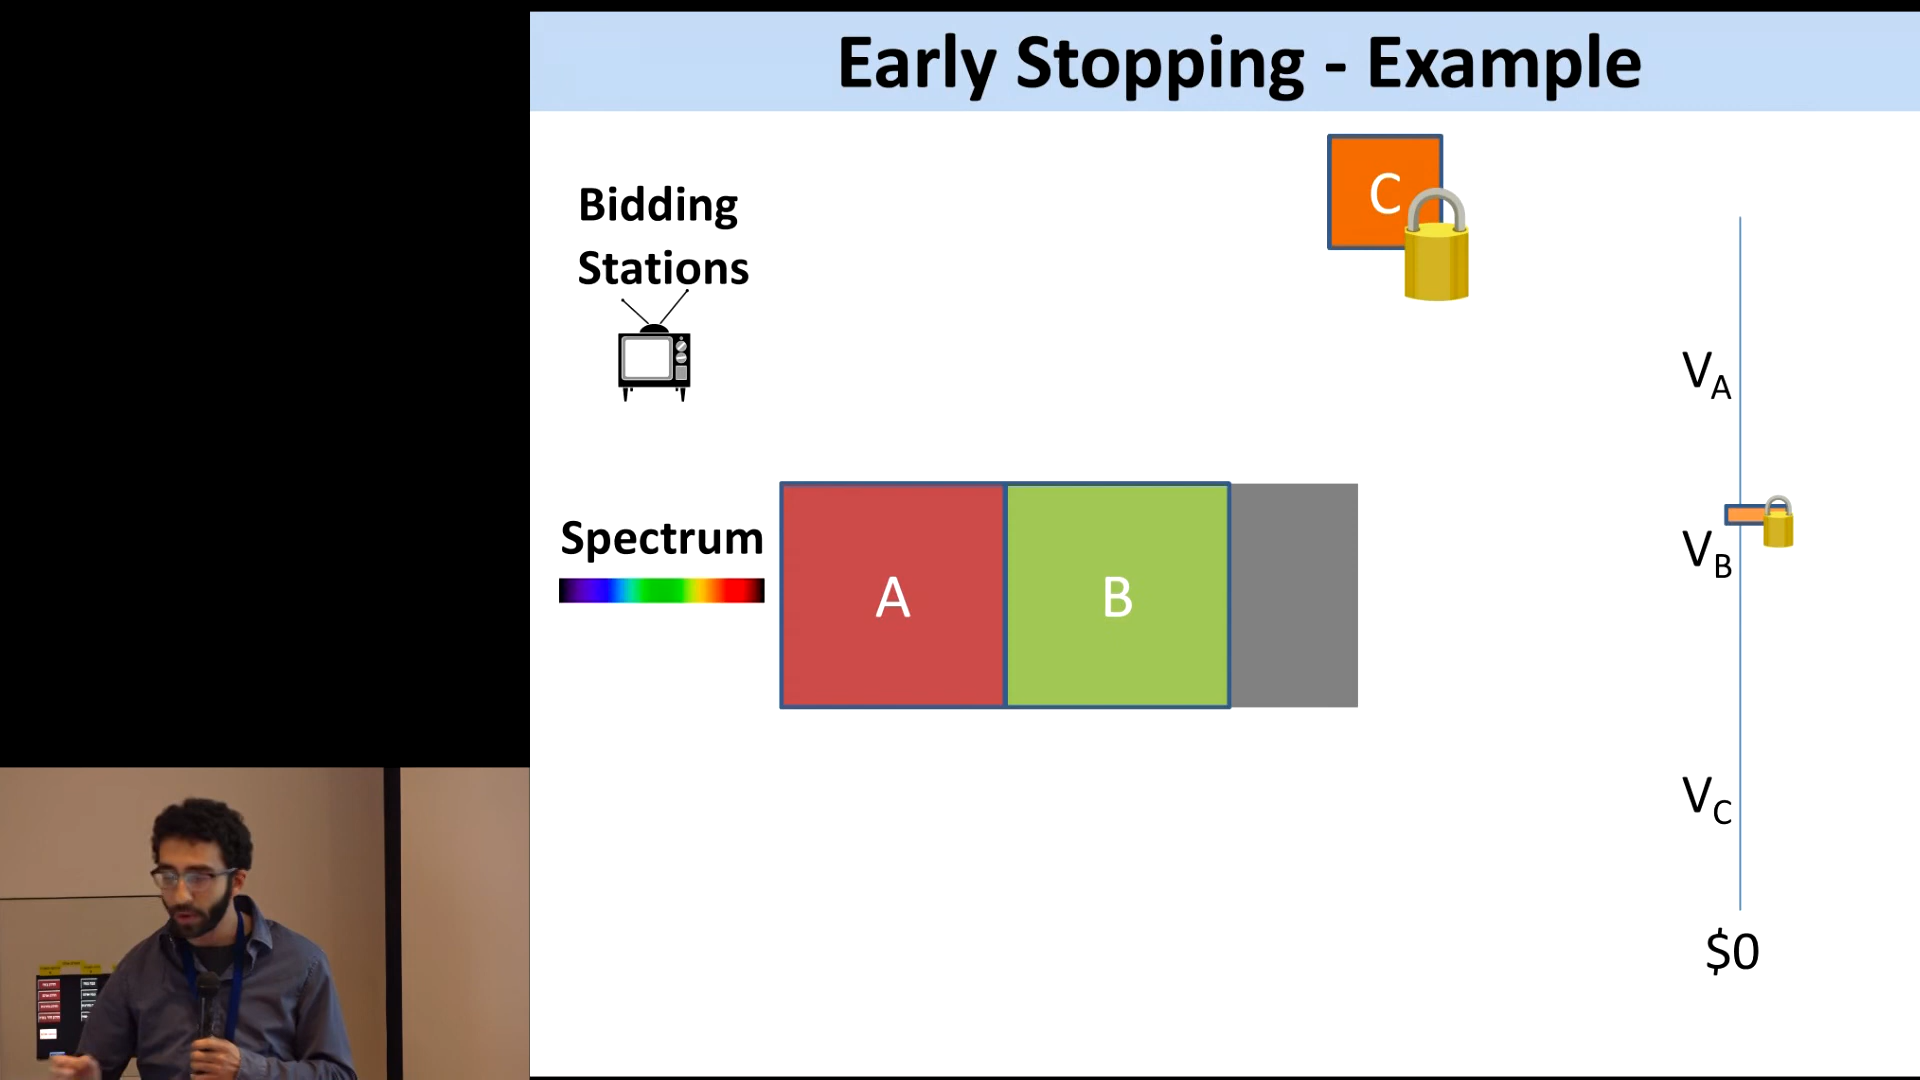 Early Stopping - Example
Bidding
Stations
C
V_A
Spectrum
A
B
V_B
V_C
$0